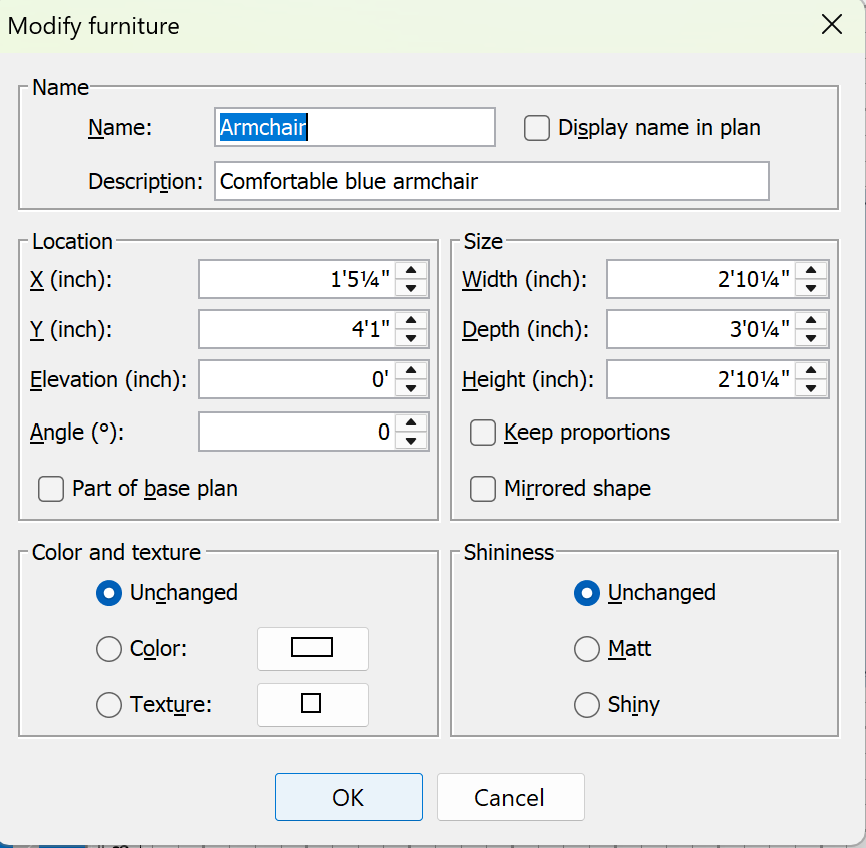 Modify furniture
Name
Name: Armchair Display name in plan
Description: Comfortable blue armchair
Location
X (inch): 1'5¼"
Y (inch): 4'1"
Elevation (inch): 0'
Angle (°): 0
Part of base plan
Size
Width (inch): 2'10¼"
Depth (inch): 3'0¼"
Height (inch): 2'10¼"
Keep proportions
Mirrored shape
Color and texture
Unchanged
Color:
Texture:
Shininess
Unchanged
Matt
Shiny
OK Cancel